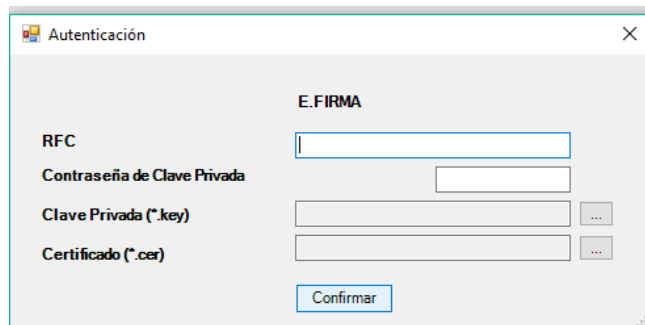 Autenticación
E.FIRMA
RFC
Contraseña de Clave Privada
Clave Privada (*.key)
...
Certificado (*.cer)
...
Confirmar